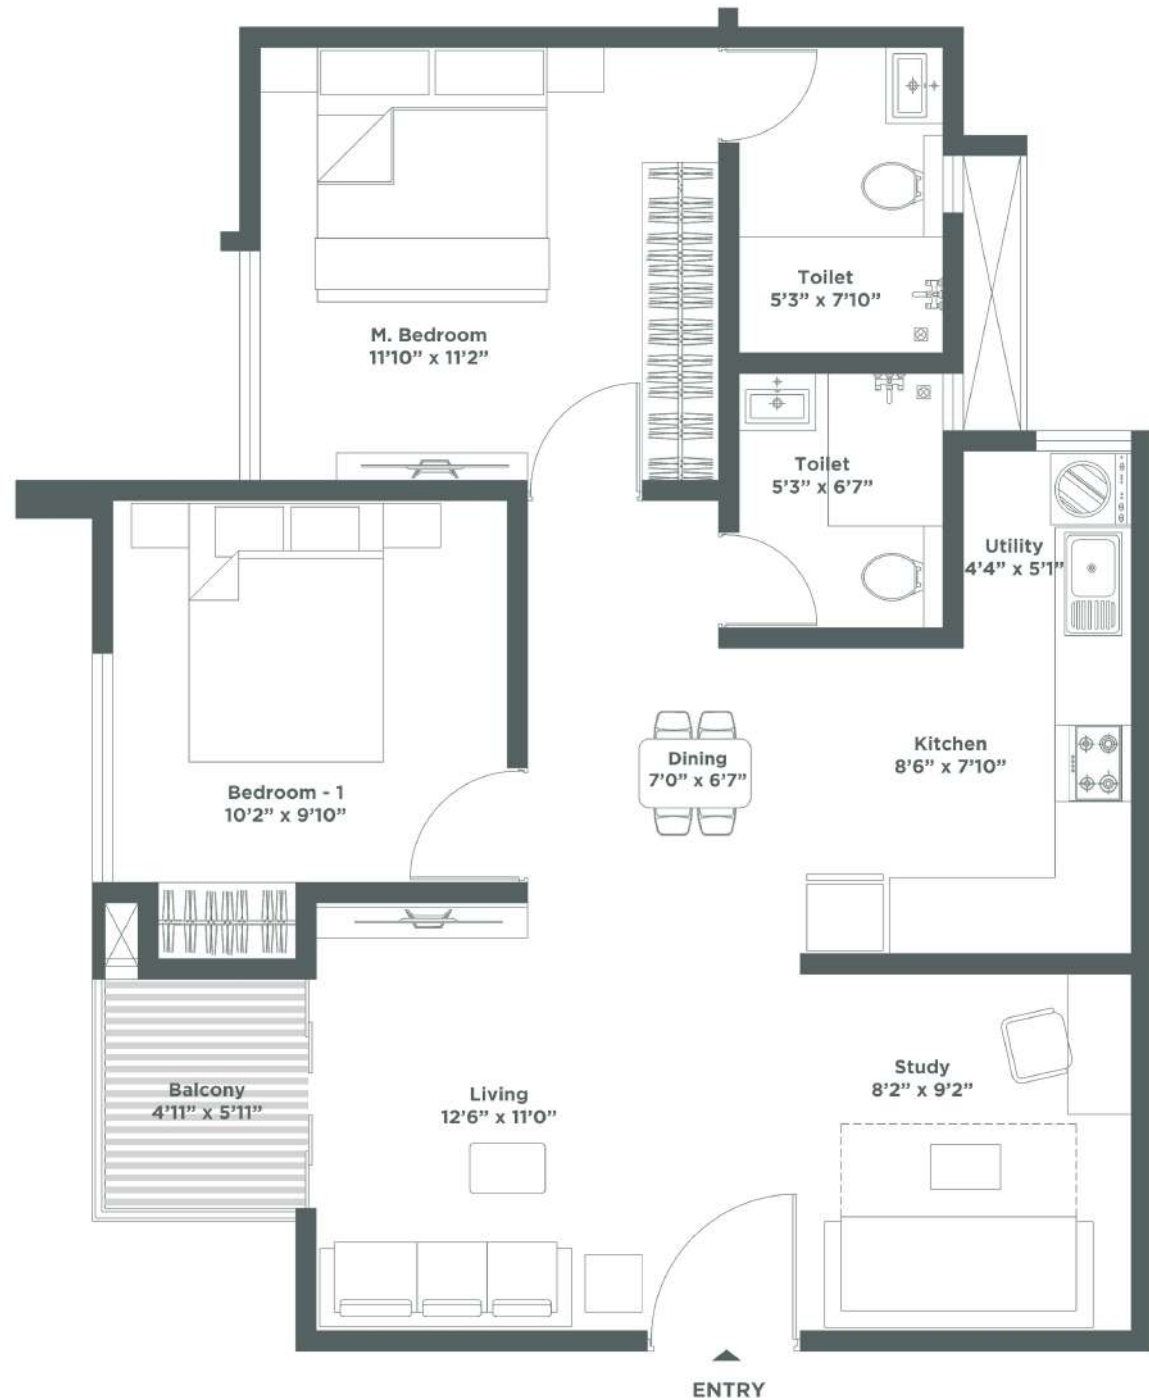 Toilet
5'3” x 7'10”
M. Bedroom
11'10” x 11'2”
Toilet
5'3” x 6'7”
Utility
4'4” x 5'1”
Dining
7'0” x 6'7”
Kitchen
8'6” x 7'10”
Bedroom - 1
10'2” x 9'10”
Balcony
4'11” x 5'11”
Living
12'6” x 11'0”
Study
8'2” x 9'2”
ENTRY